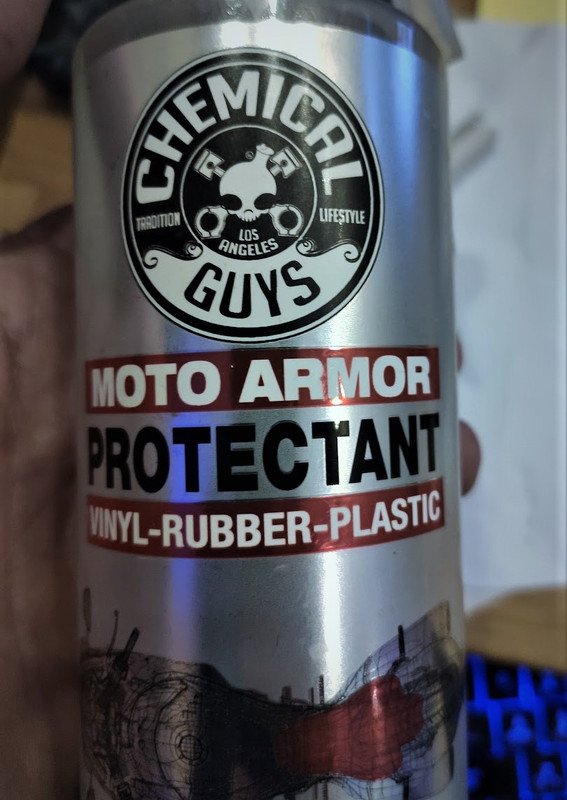 CHEMICAL
TRADITION
LIFESTYLE
LOS
ANGELES
GUYS
MOTO ARMOR
PROTECTANT
VINYL-RUBBER-PLASTIC